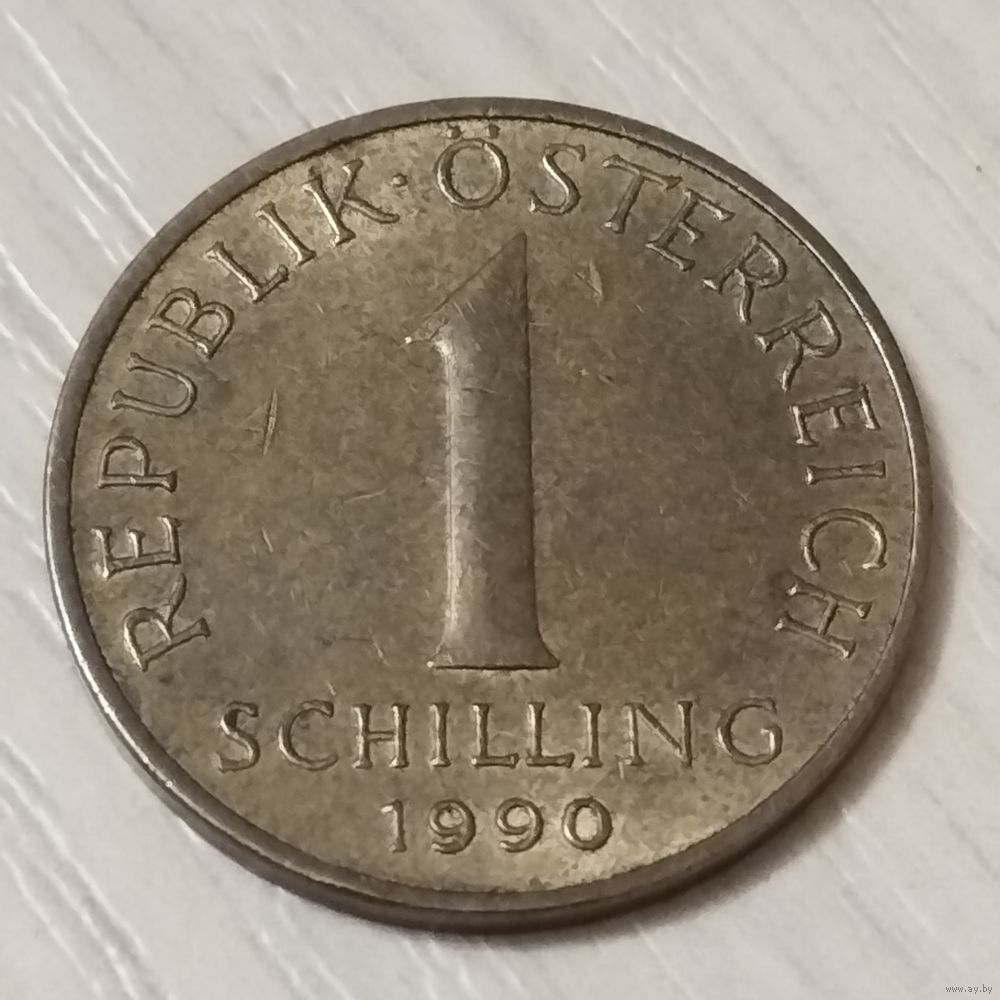 REPUBLIK · ÖSTERREICH
1
SCHILLING
1990
www.ay.by